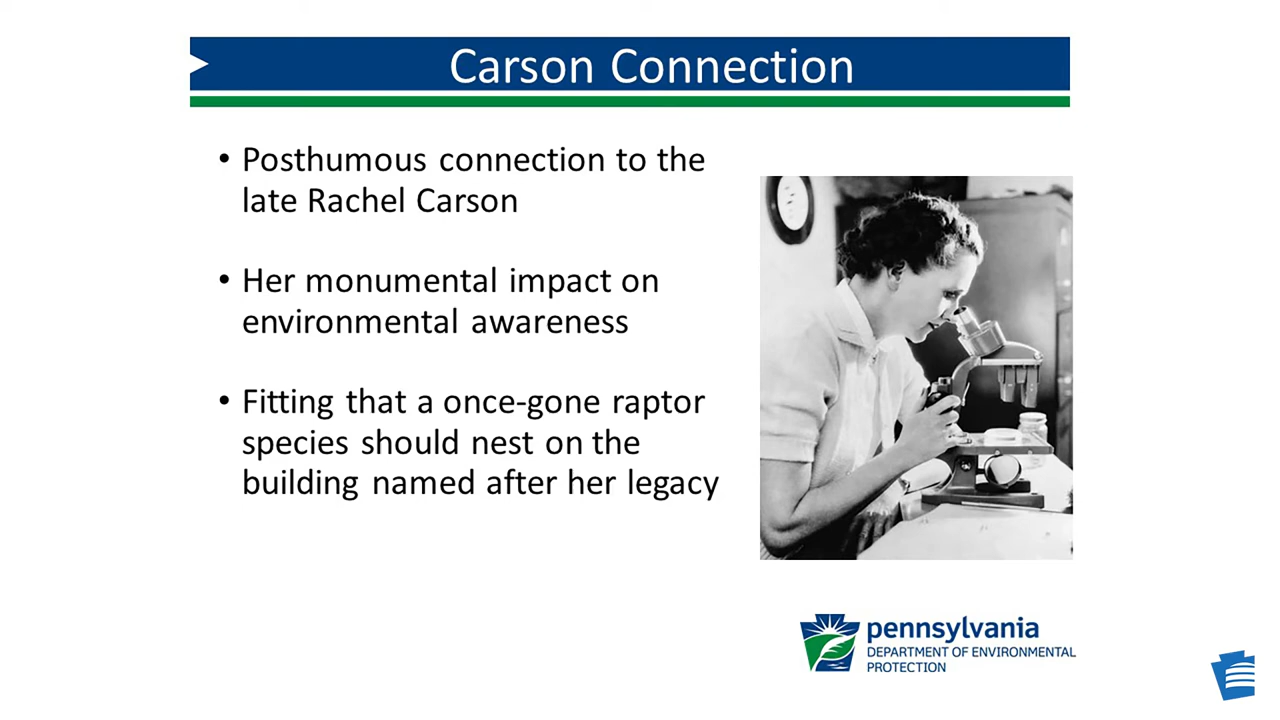 Carson Connection
• Posthumous connection to the
late Rachel Carson
• Her monumental impact on
environmental awareness
• Fitting that a once-gone raptor
species should nest on the
building named after her legacy
pennsylvania
DEPARTMENT OF ENVIRONMENTAL
PROTECTION